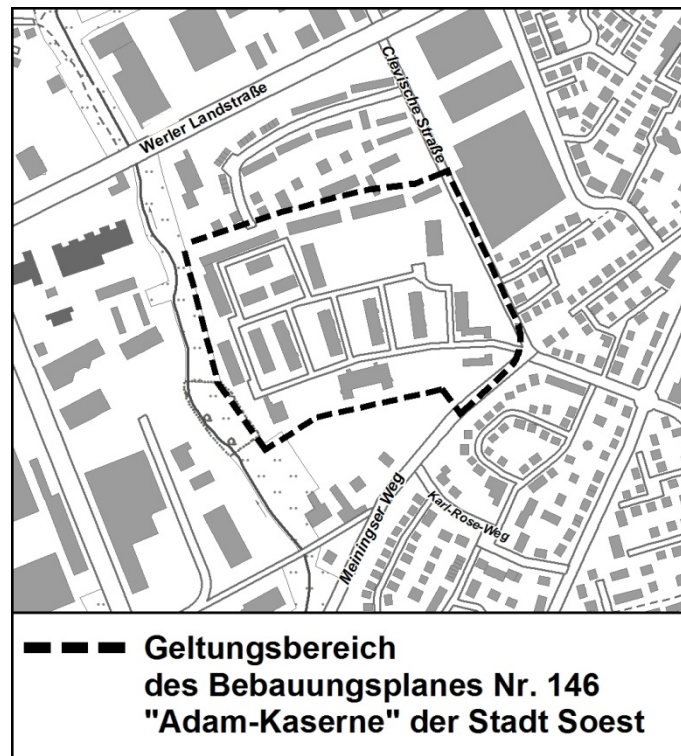 Werler Landstraße
Clevische Straße
Meiningser Weg
Karl-Rose-Weg
Geltungsbereich
des Bebauungsplanes Nr. 146
"Adam-Kaserne" der Stadt Soest